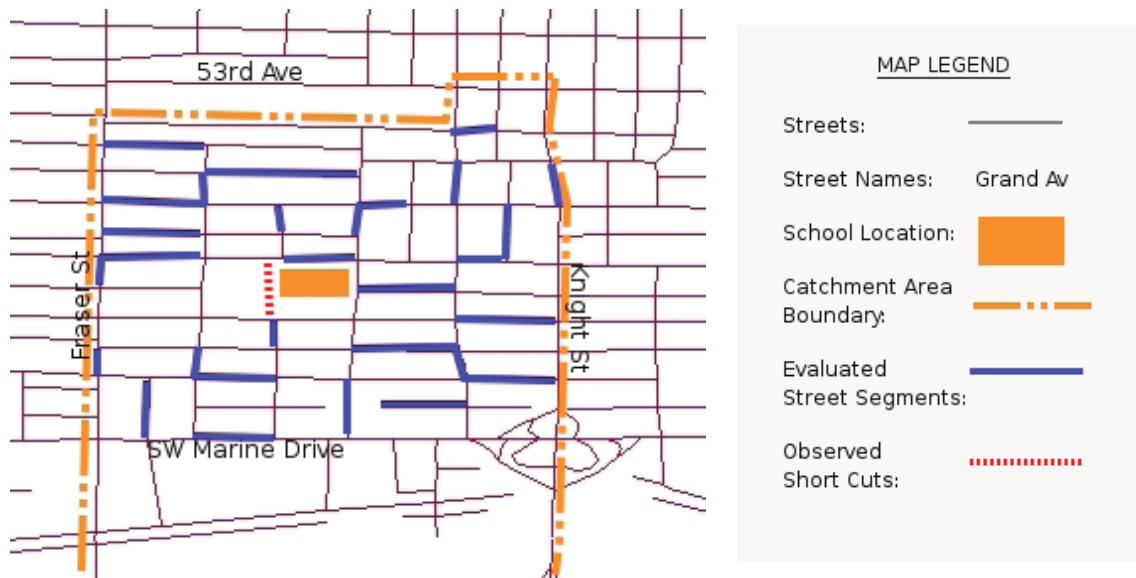 53rd Ave
Fraser St
Knight St
SW Marine Drive
MAP LEGEND
Streets:
Street Names: Grand Av
School Location:
Catchment Area
Boundary:
Evaluated
Street Segments:
Observed
Short Cuts: